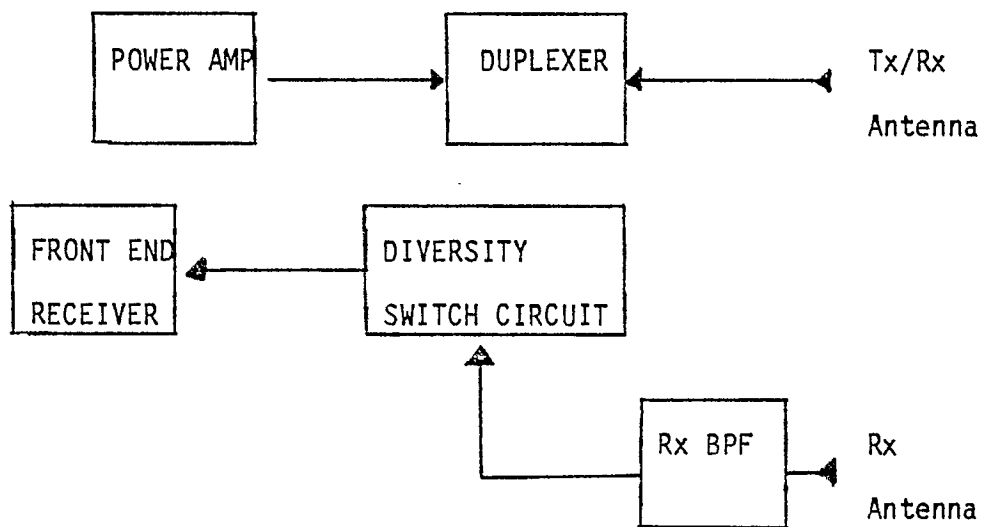 POWER AMP
DUPLEXER
Tx/Rx
Antenna
FRONT END
RECEIVER
DIVERSITY
SWITCH CIRCUIT
Rx BPF
Rx
Antenna